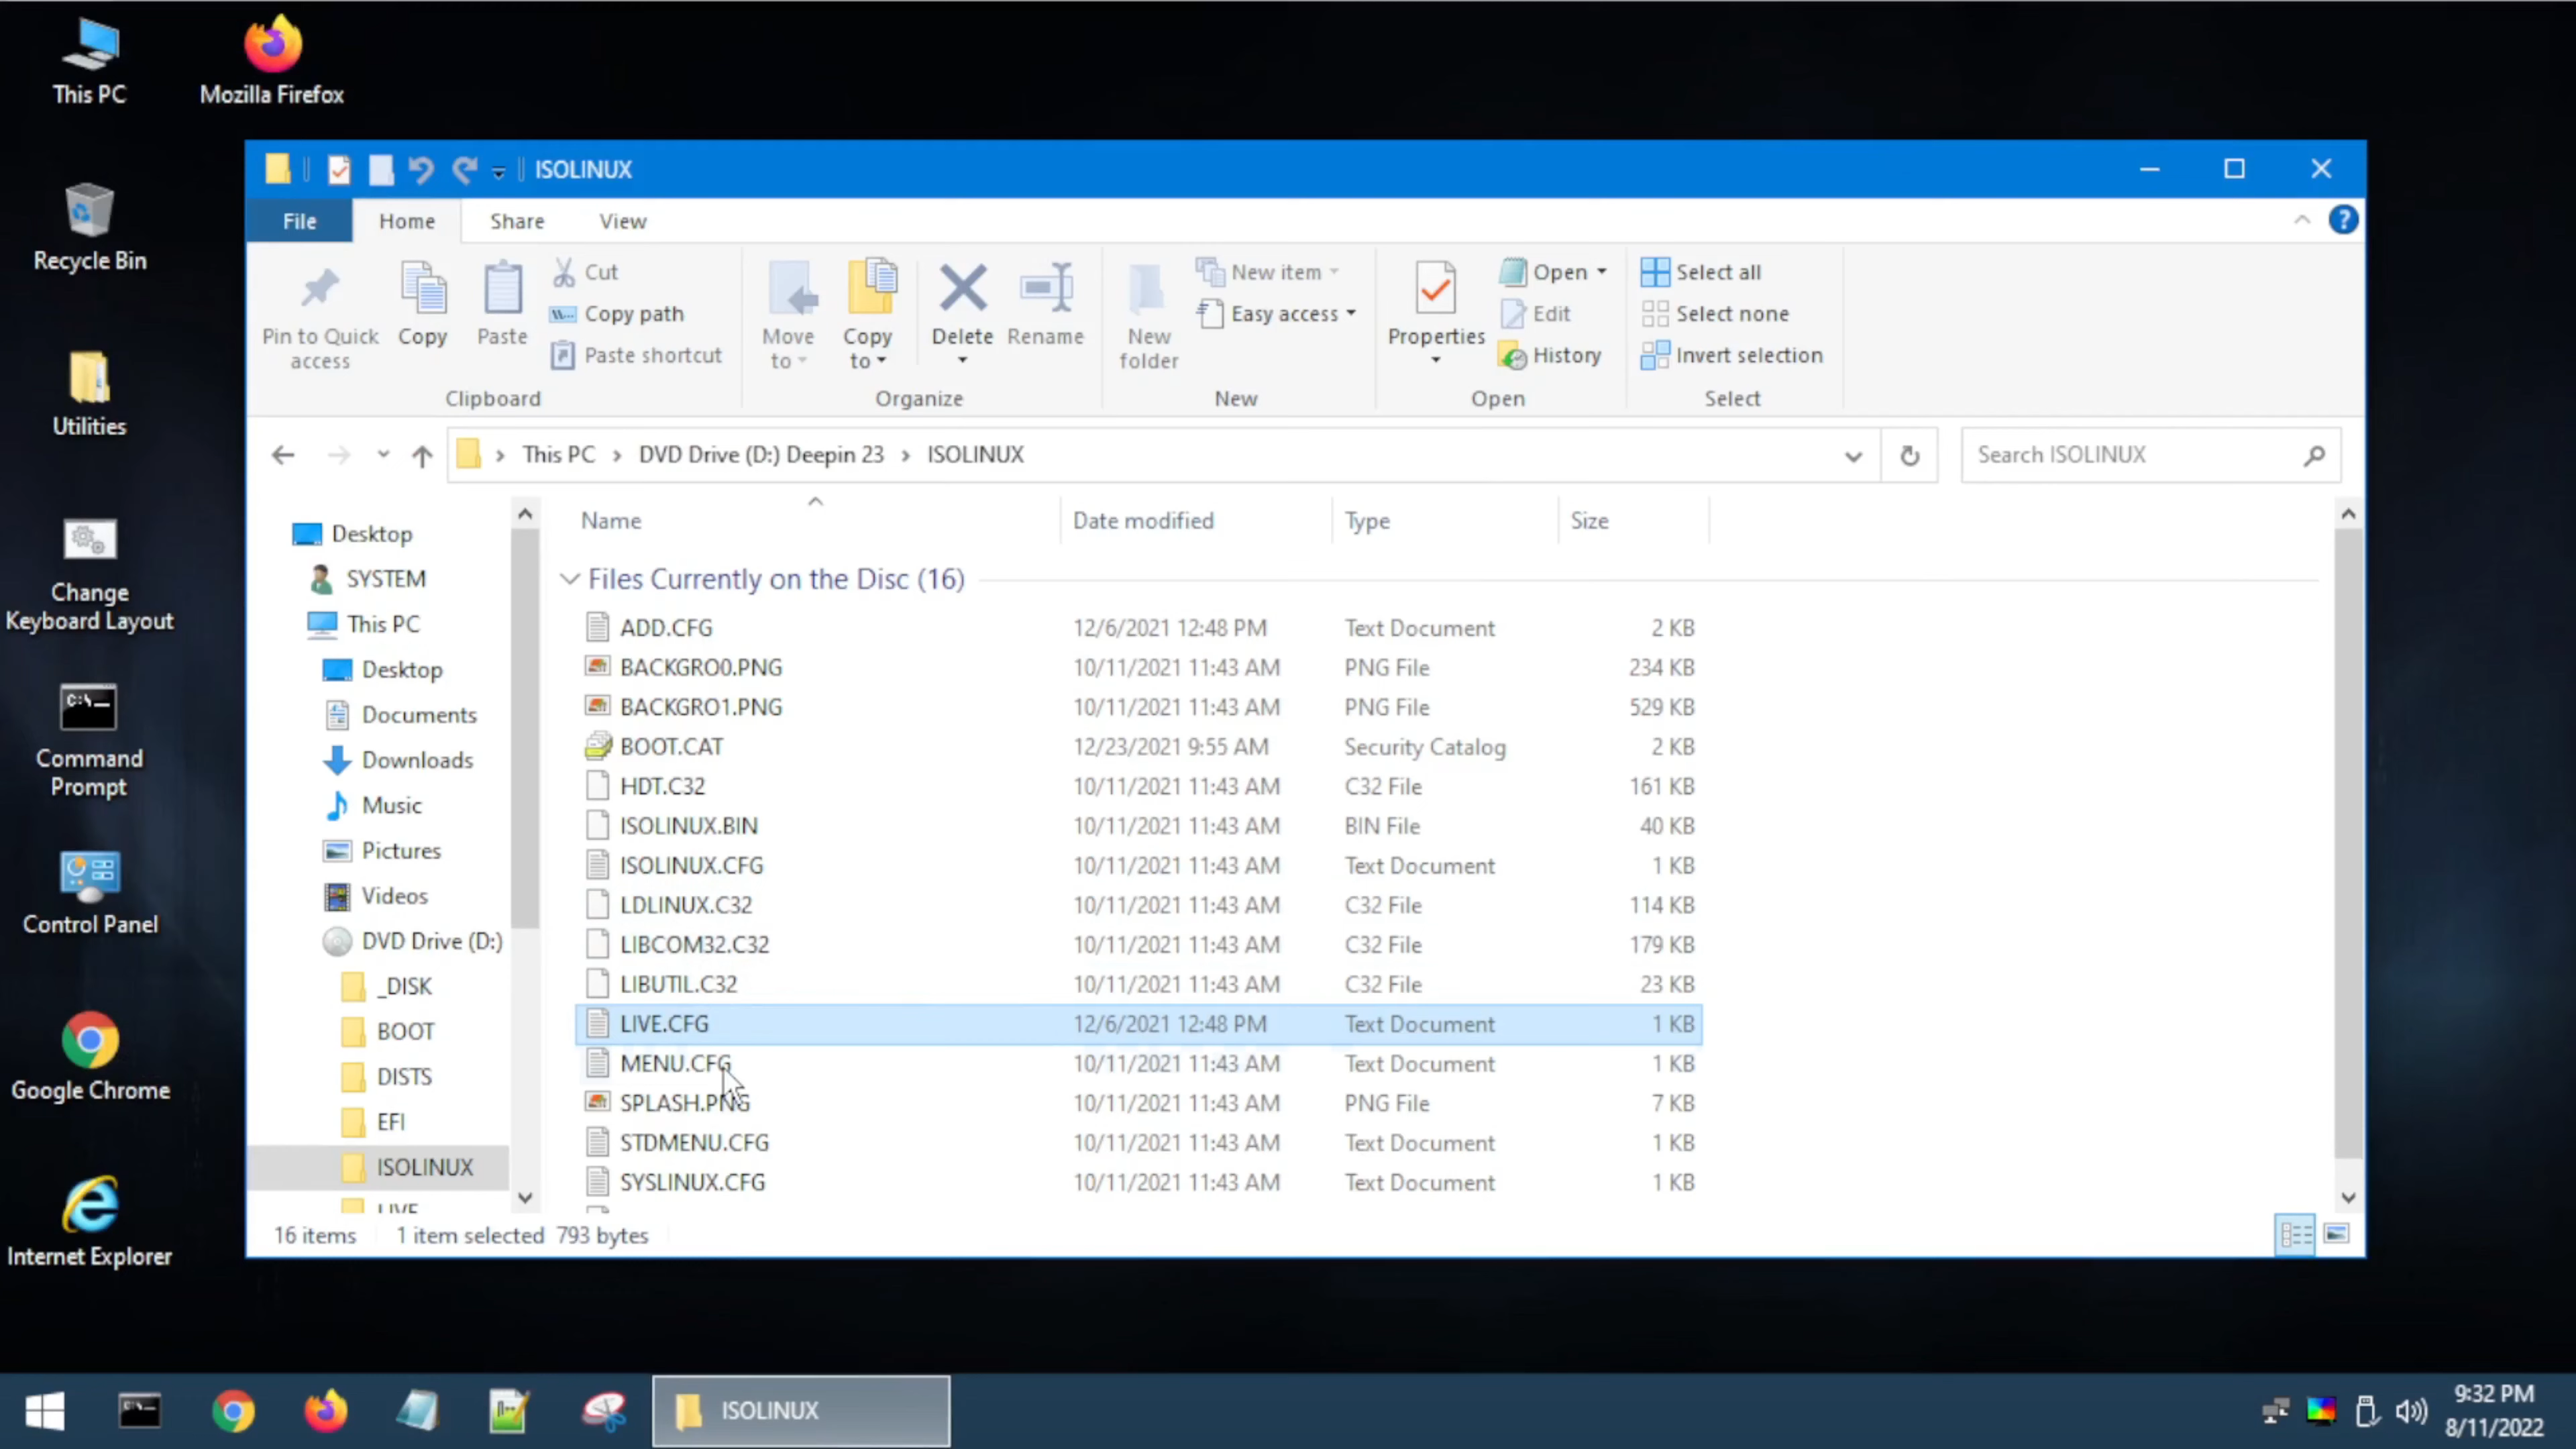 This PC
Mozilla Firefox
Recycle Bin
Utilities
Change
Keyboard Layout
C:\
Command
Prompt
Control Panel
Google Chrome
Internet Explorer
ISOLINUX
File Home Share View
?
Pin to Quick
access
Copy
Paste
Cut
Copy path
Paste shortcut
Clipboard
Move
to
Copy
to
Delete
Rename
Organize
New
folder
New item
Easy access
New
Properties
Open
Edit
History
Open
Select all
Select none
Invert selection
Select
This PC DVD Drive (D:) Deepin 23 ISOLINUX
Search ISOLINUX
Desktop
SYSTEM
This PC
Desktop
Documents
Downloads
Music
Pictures
Videos
DVD Drive (D:)
_DISK
BOOT
DISTS
EFI
ISOLINUX
LIVE
Name Date modified Type Size
Files Currently on the Disc (16)
ADD.CFG 12/6/2021 12:48 PM Text Document 2 KB
BACKGRO0.PNG 10/11/2021 11:43 AM PNG File 234 KB
BACKGRO1.PNG 10/11/2021 11:43 AM PNG File 529 KB
BOOT.CAT 12/23/2021 9:55 AM Security Catalog 2 KB
HDT.C32 10/11/2021 11:43 AM C32 File 161 KB
ISOLINUX.BIN 10/11/2021 11:43 AM BIN File 40 KB
ISOLINUX.CFG 10/11/2021 11:43 AM Text Document 1 KB
LDLINUX.C32 10/11/2021 11:43 AM C32 File 114 KB
LIBCOM32.C32 10/11/2021 11:43 AM C32 File 179 KB
LIBUTIL.C32 10/11/2021 11:43 AM C32 File 23 KB
LIVE.CFG 12/6/2021 12:48 PM Text Document 1 KB
MENU.CFG 10/11/2021 11:43 AM Text Document 1 KB
SPLASH.PNG 10/11/2021 11:43 AM PNG File 7 KB
STDMENU.CFG 10/11/2021 11:43 AM Text Document 1 KB
SYSLINUX.CFG 10/11/2021 11:43 AM Text Document 1 KB
16 items 1 item selected 793 bytes
ISOLINUX
9:32 PM
8/11/2022